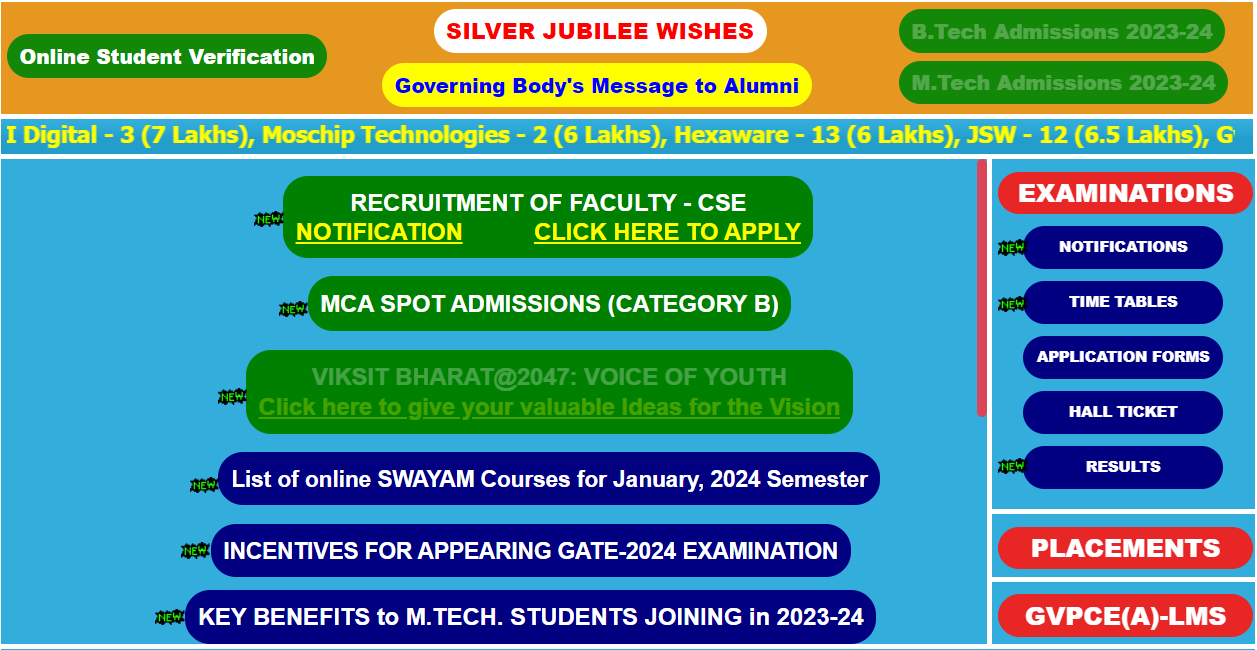 Online Student Verification
SILVER JUBILEE WISHES
Governing Body's Message to Alumni
B.Tech Admissions 2023-24
M.Tech Admissions 2023-24
I Digital - 3 (7 Lakhs), Moschip Technologies - 2 (6 Lakhs), Hexaware - 13 (6 Lakhs), JSW - 12 (6.5 Lakhs),
NEW RECRUITMENT OF FACULTY - CSE
NOTIFICATION CLICK HERE TO APPLY
NEW MCA SPOT ADMISSIONS (CATEGORY B)
VIKSIT BHARAT@2047: VOICE OF YOUTH
NEW Click here to give your valuable Ideas for the Vision
NEW List of online SWAYAM Courses for January, 2024 Semester
NEW INCENTIVES FOR APPEARING GATE-2024 EXAMINATION
NEW KEY BENEFITS to M.TECH. STUDENTS JOINING in 2023-24
EXAMINATIONS
NEW NOTIFICATIONS
NEW TIME TABLES
APPLICATION FORMS
HALL TICKET
NEW RESULTS
PLACEMENTS
GVPCE(A)-LMS